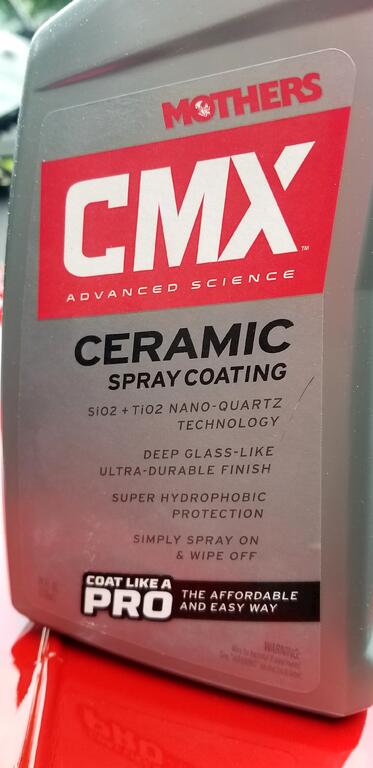 MOTHERS
CMX™
ADVANCED SCIENCE
CERAMIC
SPRAY COATING
SiO2 + TiO2 NANO-QUARTZ
TECHNOLOGY
DEEP GLASS-LIKE
ULTRA-DURABLE FINISH
SUPER HYDROPHOBIC
PROTECTION
SIMPLY SPRAY ON
& WIPE OFF
COAT LIKE A
PRO
THE AFFORDABLE
AND EASY WAY
WARNING: